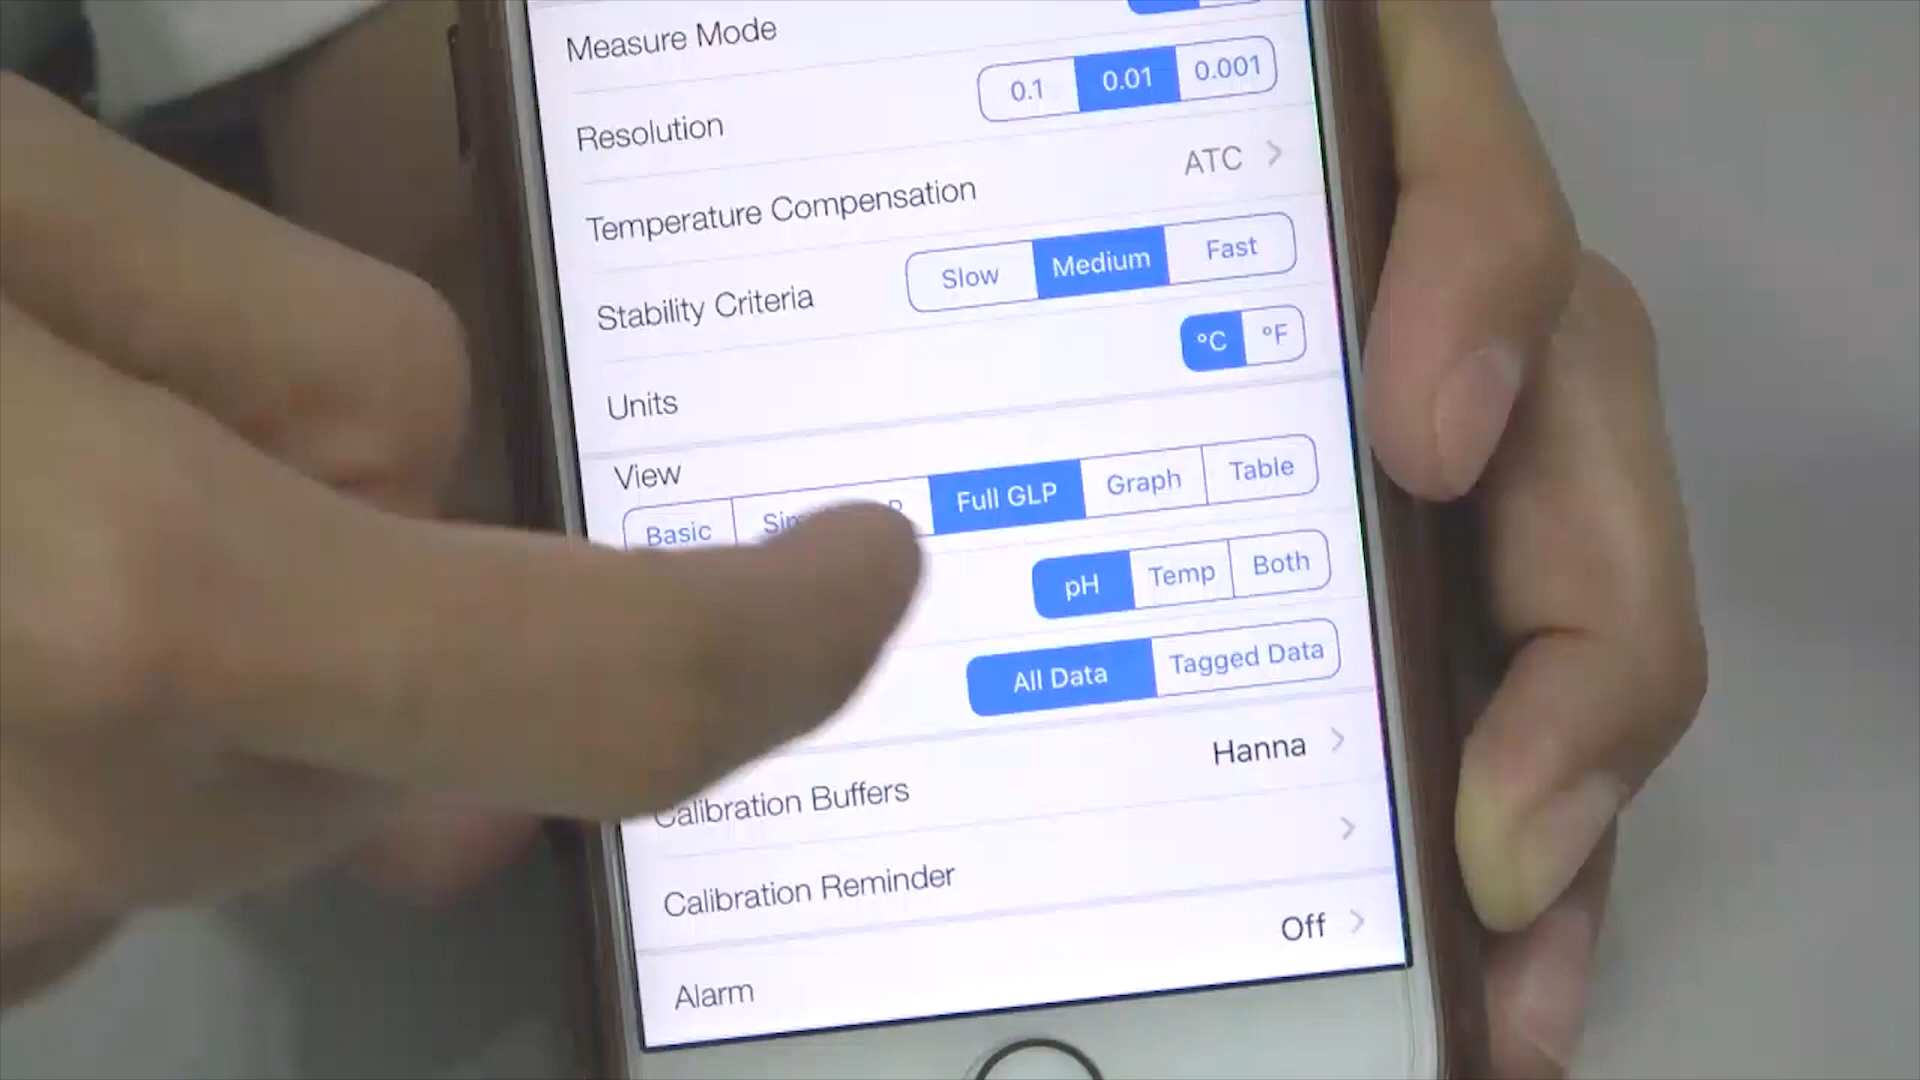 Measure Mode
Resolution 0.1 0.01 0.001
Temperature Compensation ATC
Stability Criteria Slow Medium Fast
Units °C °F
View
Basic Full GLP Graph Table
pH Temp Both
All Data Tagged Data
Calibration Buffers Hanna
Calibration Reminder
Alarm Off